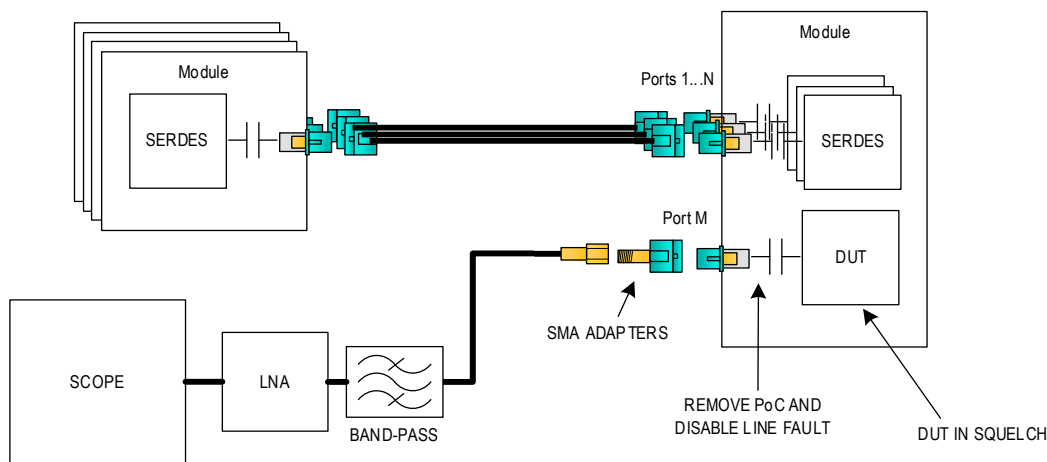 Module
Module
Ports 1...N
SERDES
SERDES
Port M
DUT
SMA ADAPTERS
SCOPE
LNA
BAND-PASS
REMOVE PoC AND
DISABLE LINE FAULT
DUT IN SQUELCH